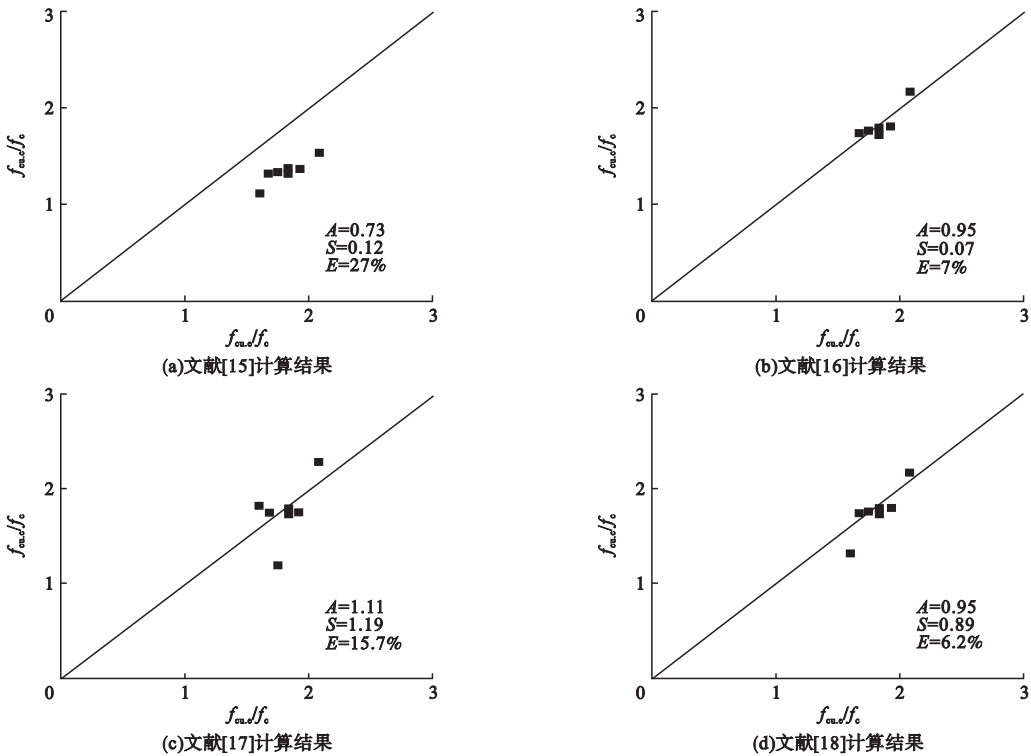 3
2
1
0
1
2
3
f_cu.c/f_c
A=0.73
S=0.12
E=27%
f_cu.e/f_c
(a)文献[15]计算结果
3
2
1
0
1
2
3
f_cu.c/f_c
A=0.95
S=0.07
E=7%
f_cu.e/f_c
(b)文献[16]计算结果
3
2
1
0
1
2
3
f_cu.c/f_c
A=1.11
S=1.19
E=15.7%
f_cu.e/f_c
(c)文献[17]计算结果
3
2
1
0
1
2
3
f_cu.c/f_c
A=0.95
S=0.89
E=6.2%
f_cu.e/f_c
(d)文献[18]计算结果